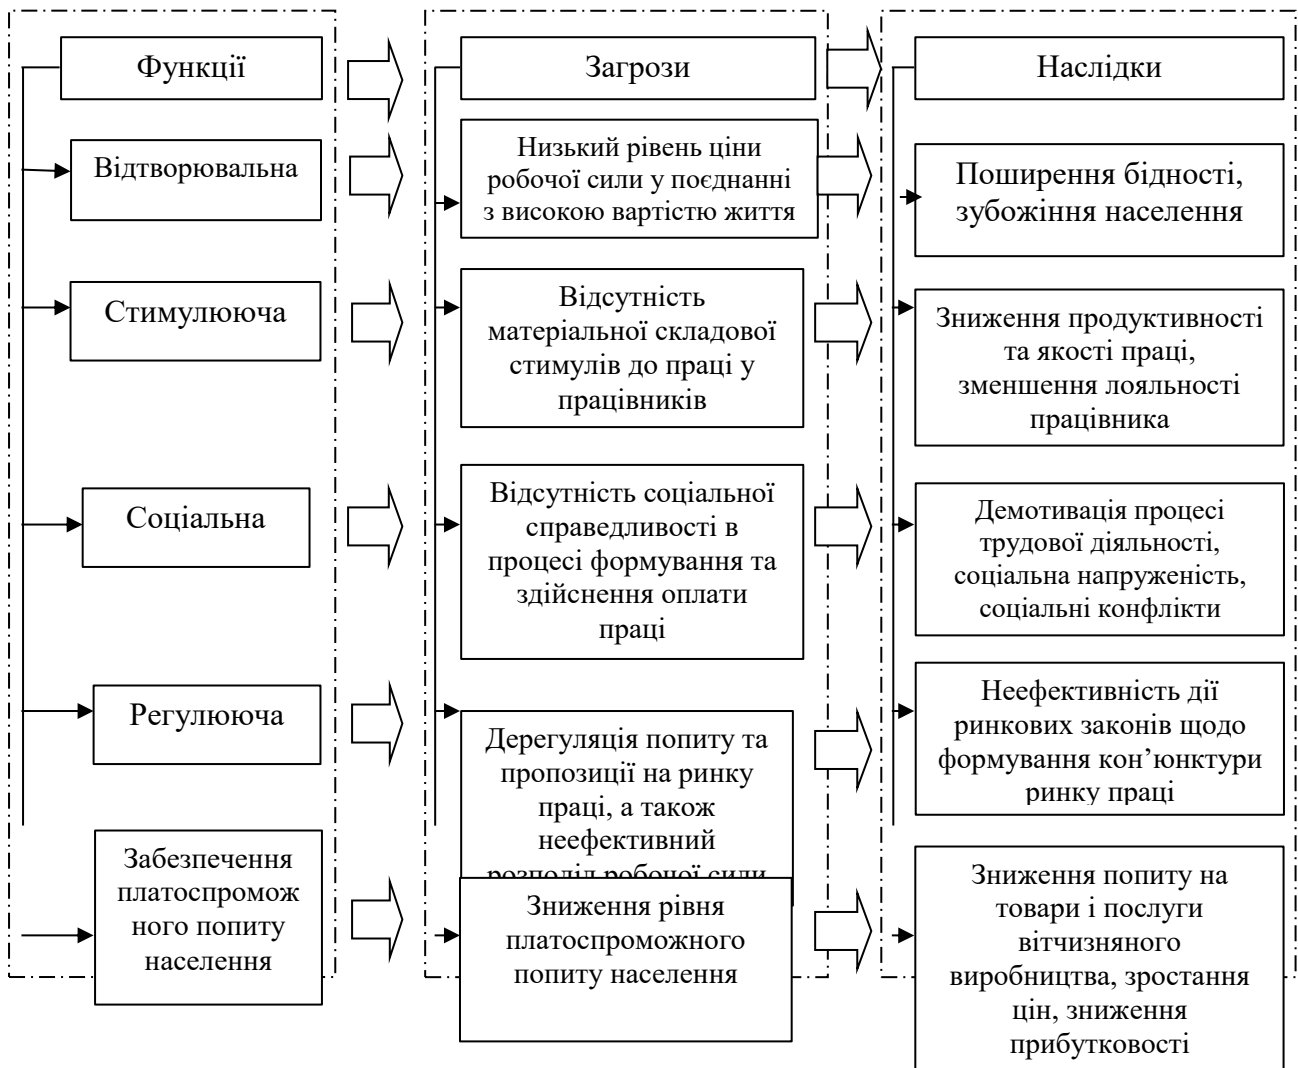 Функції
Загрози
Наслідки
Відтворювальна
Низький рівень ціни
робочої сили у поєднанні
з високою вартістю життя
Поширення бідності,
зубожіння населення
Стимулююча
Відсутність
матеріальної складової
стимулів до праці у
працівників
Зниження продуктивності
та якості праці,
зменшення лояльності
працівника
Соціальна
Відсутність соціальної
справедливості в
процесі формування та
здійснення оплати
праці
Демотивація процесі
трудової діяльності,
соціальна напруженість,
соціальні конфлікти
Регулююча
Дерегуляція попиту та
пропозиції на ринку
праці, а також
неефективний
розподіл робочої сили
Неефективність дії
ринкових законів щодо
формування кон’юнктури
ринку праці
Забезпечення
платоспромож
ного попиту
населення
Зниження рівня
платоспроможного
попиту населення
Зниження попиту на
товари і послуги
вітчизняного
виробництва, зростання
цін, зниження
прибутковості